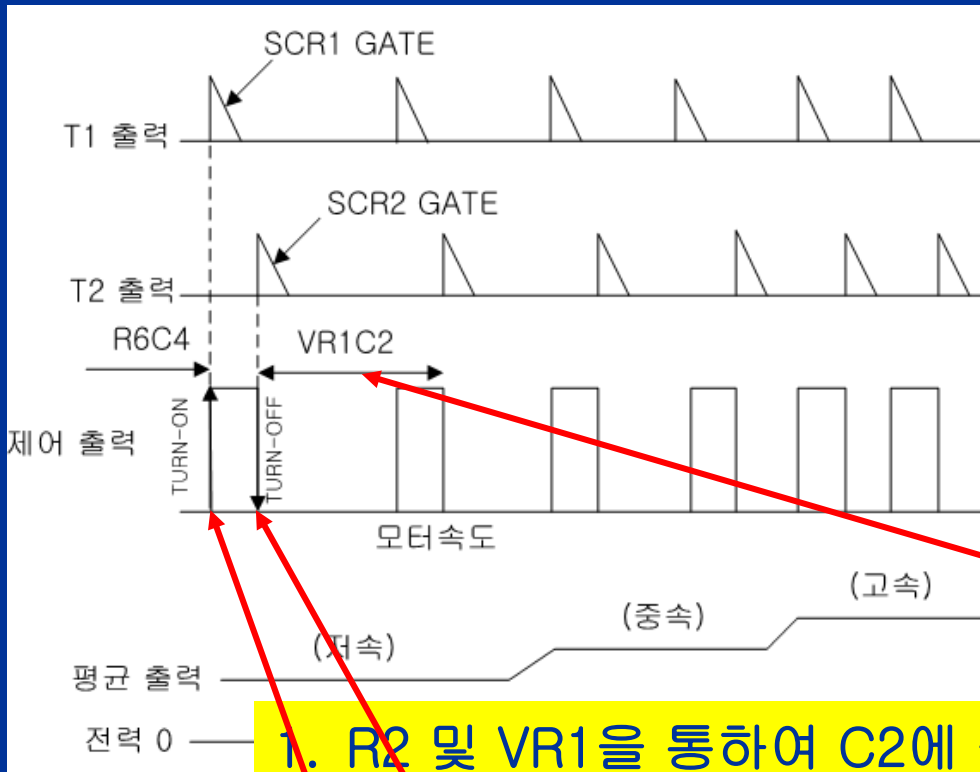 SCR1 GATE
T1 출력
SCR2 GATE
T2 출력
R6C4
VR1C2
TURN-ON
TURN-OFF
제어 출력
모터속도
(고속)
(중속)
(저속)
평균 출력
전력 0
1. R2 및 VR1을 통하여 C2에